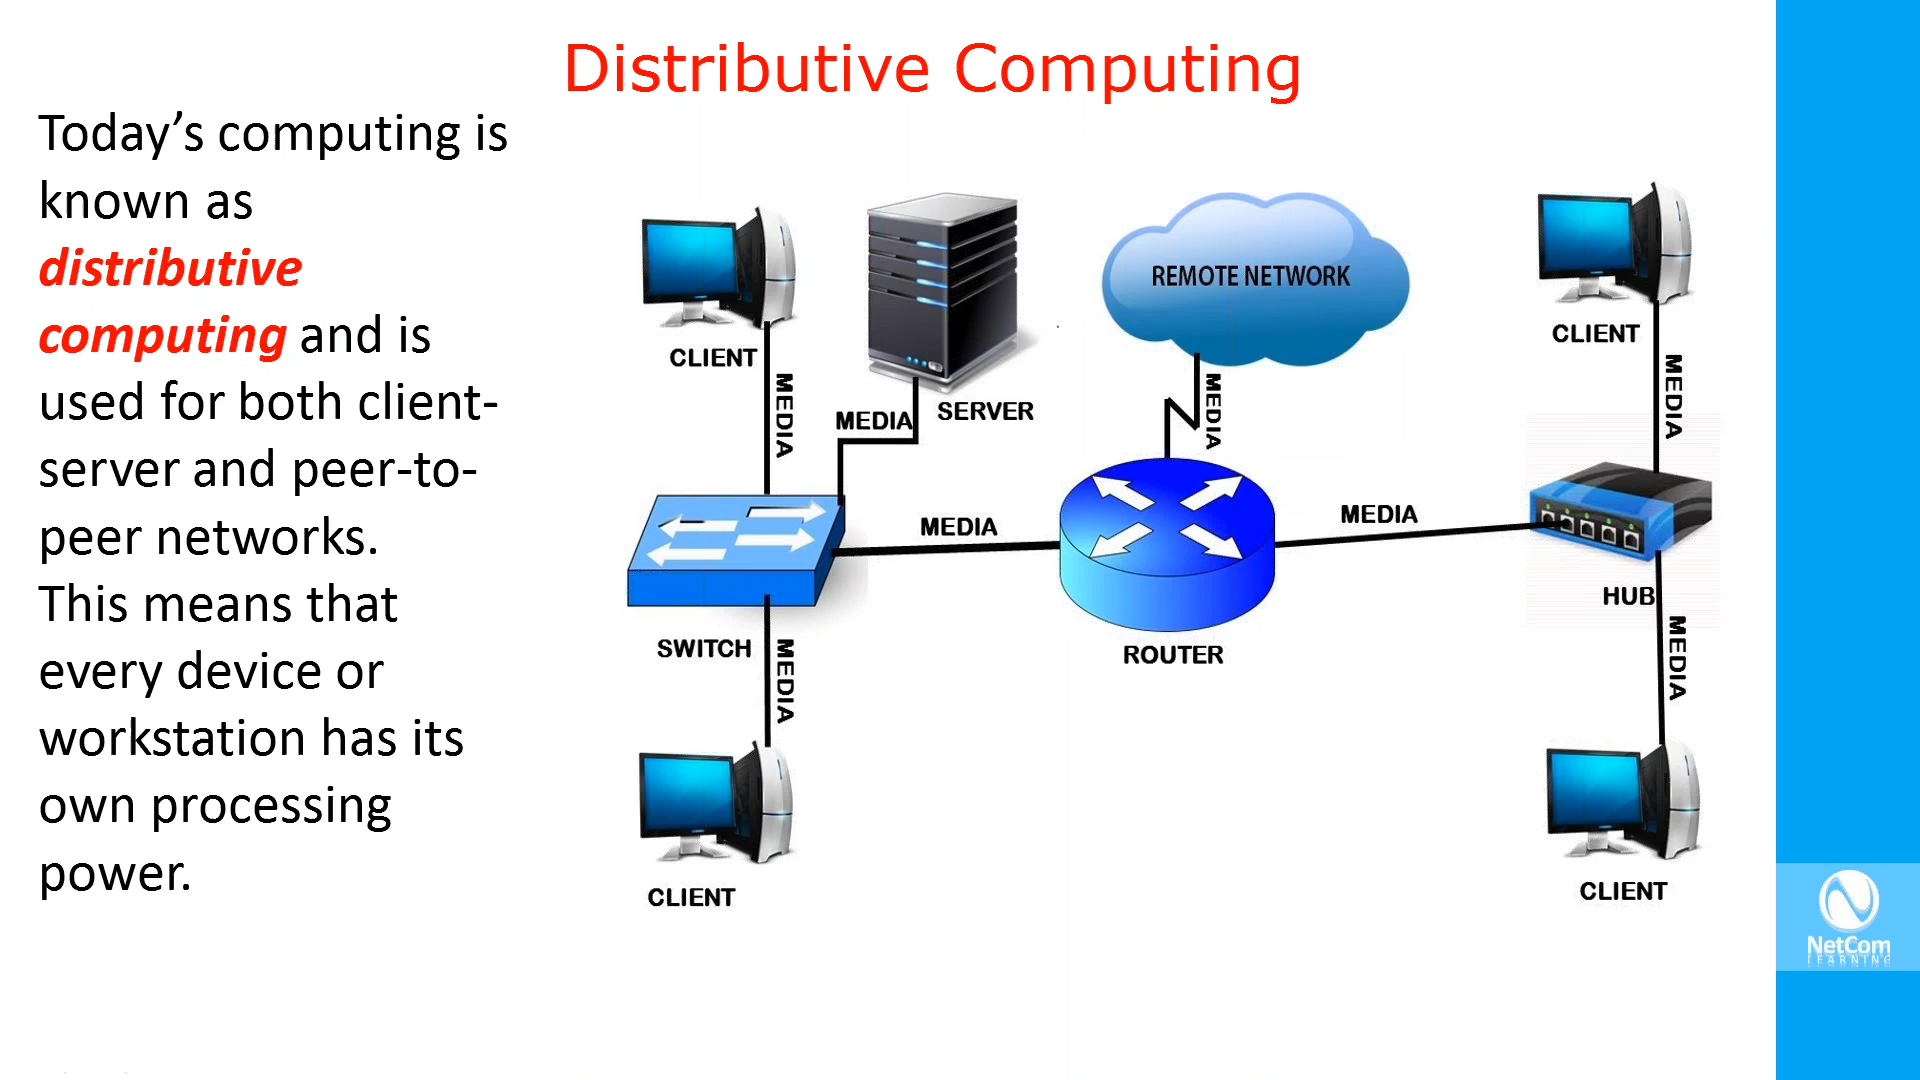 Distributive Computing
Today’s computing is
known as
distributive
computing and is
used for both client-
server and peer-to-
peer networks.
This means that
every device or
workstation has its
own processing
power.
CLIENT
MEDIA
MEDIA
SERVER
REMOTE NETWORK
MEDIA
CLIENT
MEDIA
MEDIA
MEDIA
SWITCH
MEDIA
ROUTER
HUB
MEDIA
CLIENT
CLIENT
NetCom
LEARNING